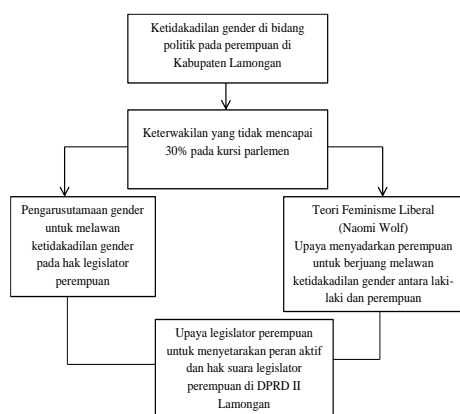 Ketidakadilan gender di bidang
politik pada perempuan di
Kabupaten Lamongan
Keterwakilan yang tidak mencapai
30% pada kursi parlemen
Pengarusutamaan gender
untuk melawan
ketidakadilan gender
pada hak legislator
perempuan
Teori Feminisme Liberal
(Naomi Wolf)
Upaya menyadarkan perempuan
untuk berjuang melawan
ketidakadilan gender antara laki-
laki dan perempuan
Upaya legislator perempuan
untuk menyetarakan peran aktif
dan hak suara legislator
perempuan di DPRD II
Lamongan